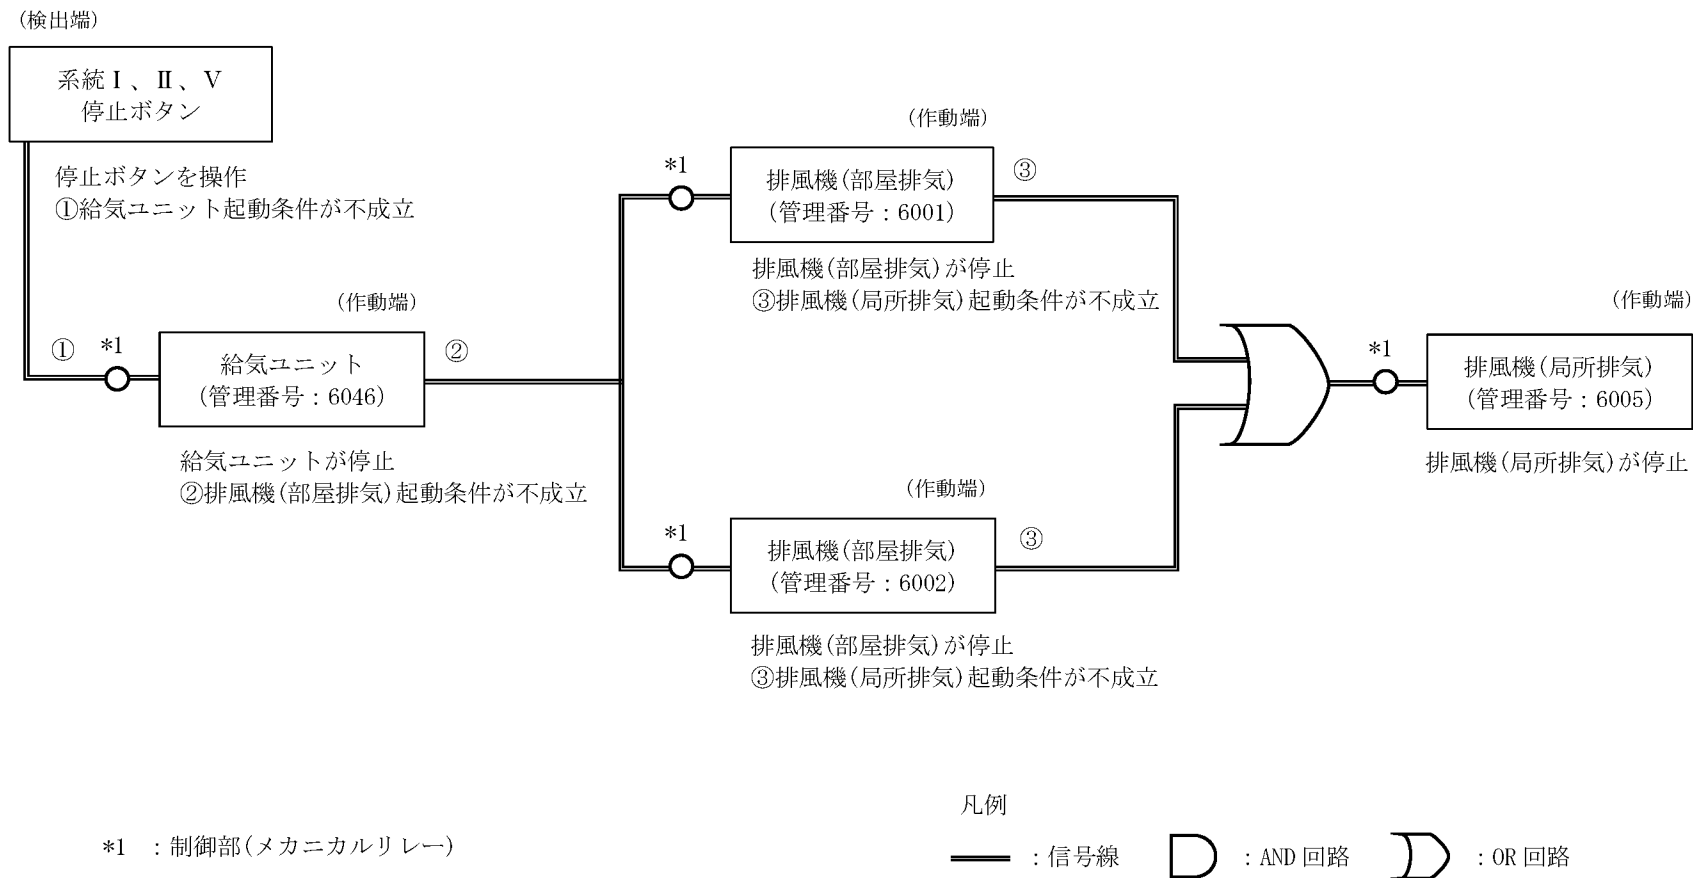 (検出端)
系統Ⅰ、Ⅱ、Ⅴ
停止ボタン
停止ボタンを操作
①給気ユニット起動条件が不成立
①
*1
(作動端)
給気ユニット
(管理番号：6046)
②
給気ユニットが停止
②排風機(部屋排気)起動条件が不成立
*1
(作動端)
排風機(部屋排気)
(管理番号：6001)
③
排風機(部屋排気)が停止
③排風機(局所排気)起動条件が不成立
*1
(作動端)
排風機(部屋排気)
(管理番号：6002)
③
排風機(部屋排気)が停止
③排風機(局所排気)起動条件が不成立
*1
(作動端)
排風機(局所排気)
(管理番号：6005)
排風機(局所排気)が停止
*1 ：制御部(メカニカルリレー)
凡例
：信号線
：AND 回路
：OR 回路